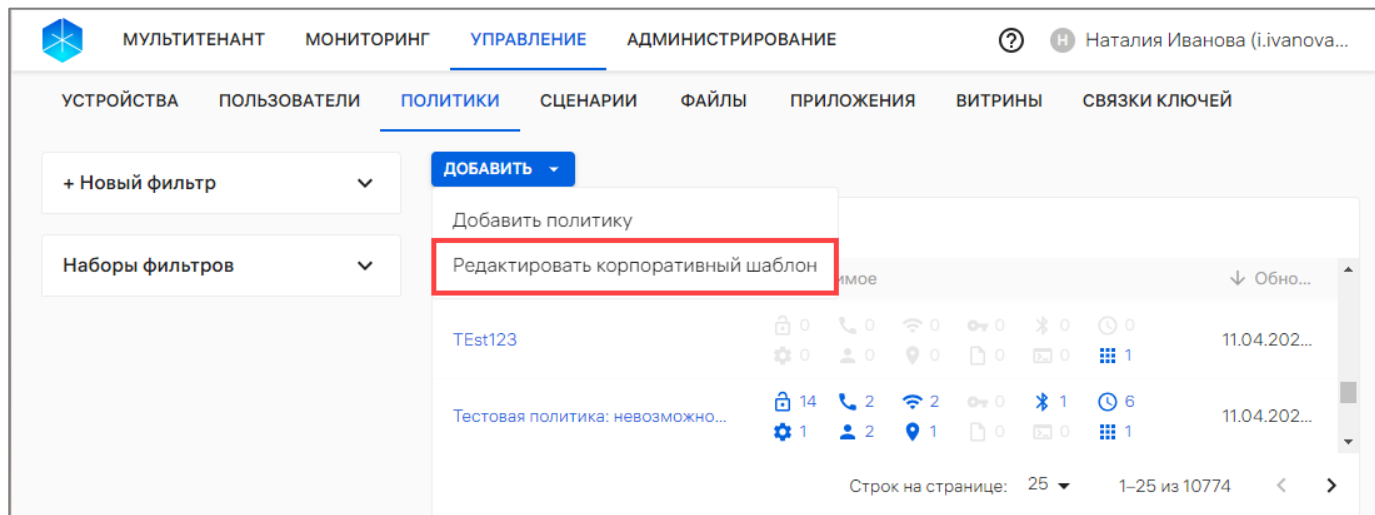 МУЛЬТИТЕНАНТ МОНИТОРИНГ УПРАВЛЕНИЕ АДМИНИСТРИРОВАНИЕ ? Н Наталия Иванова (i.ivanova...
УСТРОЙСТВА ПОЛЬЗОВАТЕЛИ ПОЛИТИКИ СЦЕНАРИИ ФАЙЛЫ ПРИЛОЖЕНИЯ ВИТРИНЫ СВЯЗКИ КЛЮЧЕЙ
+ Новый фильтр
ДОБАВИТЬ
Добавить политику
Наборы фильтров
Редактировать корпоративный шаблон
имое Обно...
TEst123
0 0 0 0 0 0
0 0 0 0 0 1
11.04.202...
Тестовая политика: невозможно...
14 2 2 0 1 6
1 2 1 0 0 1
11.04.202...
Строк на странице: 25 1–25 из 10774